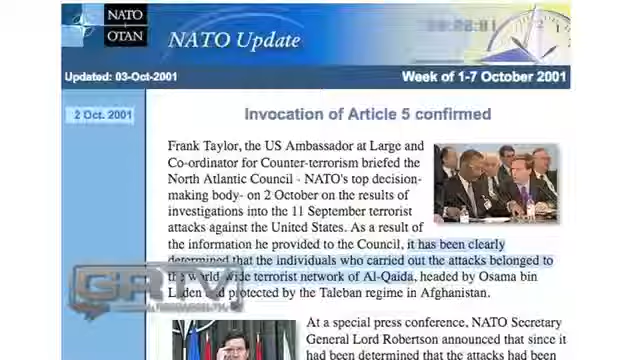 NATO
OTAN
NATO Update
Updated: 03-Oct-2001
Week of 1-7 October 2001
2 Oct. 2001
Invocation of Article 5 confirmed
Frank Taylor, the US Ambassador at Large and
Co-ordinator for Counter-terrorism briefed the
North Atlantic Council - NATO's top decision-
making body- on 2 October on the results of
investigations into the 11 September terrorist
attacks against the United States. As a result of
the information he provided to the Council, it has been clearly
determined that the individuals who carried out the attacks belonged to
the world-wide terrorist network of Al-Qaida, headed by Osama bin
Laden and protected by the Taleban regime in Afghanistan.
GRTV
At a special press conference, NATO Secretary
General Lord Robertson announced that since it
had been determined that the attacks had been